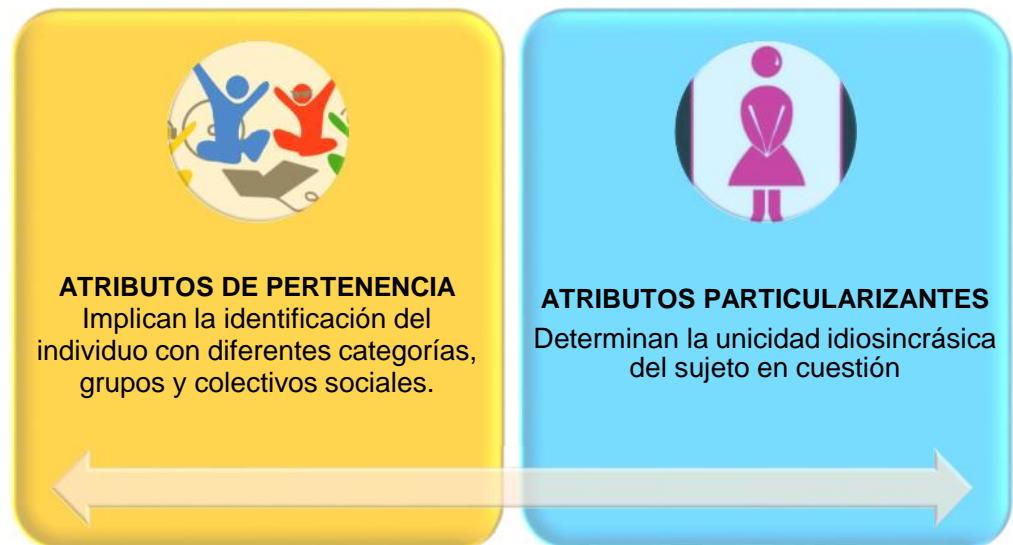 ATRIBUTOS DE PERTENENCIA
Implican la identificación del
individuo con diferentes categorías,
grupos y colectivos sociales.
ATRIBUTOS PARTICULARIZANTES
Determinan la unicidad idiosincrásica
del sujeto en cuestión